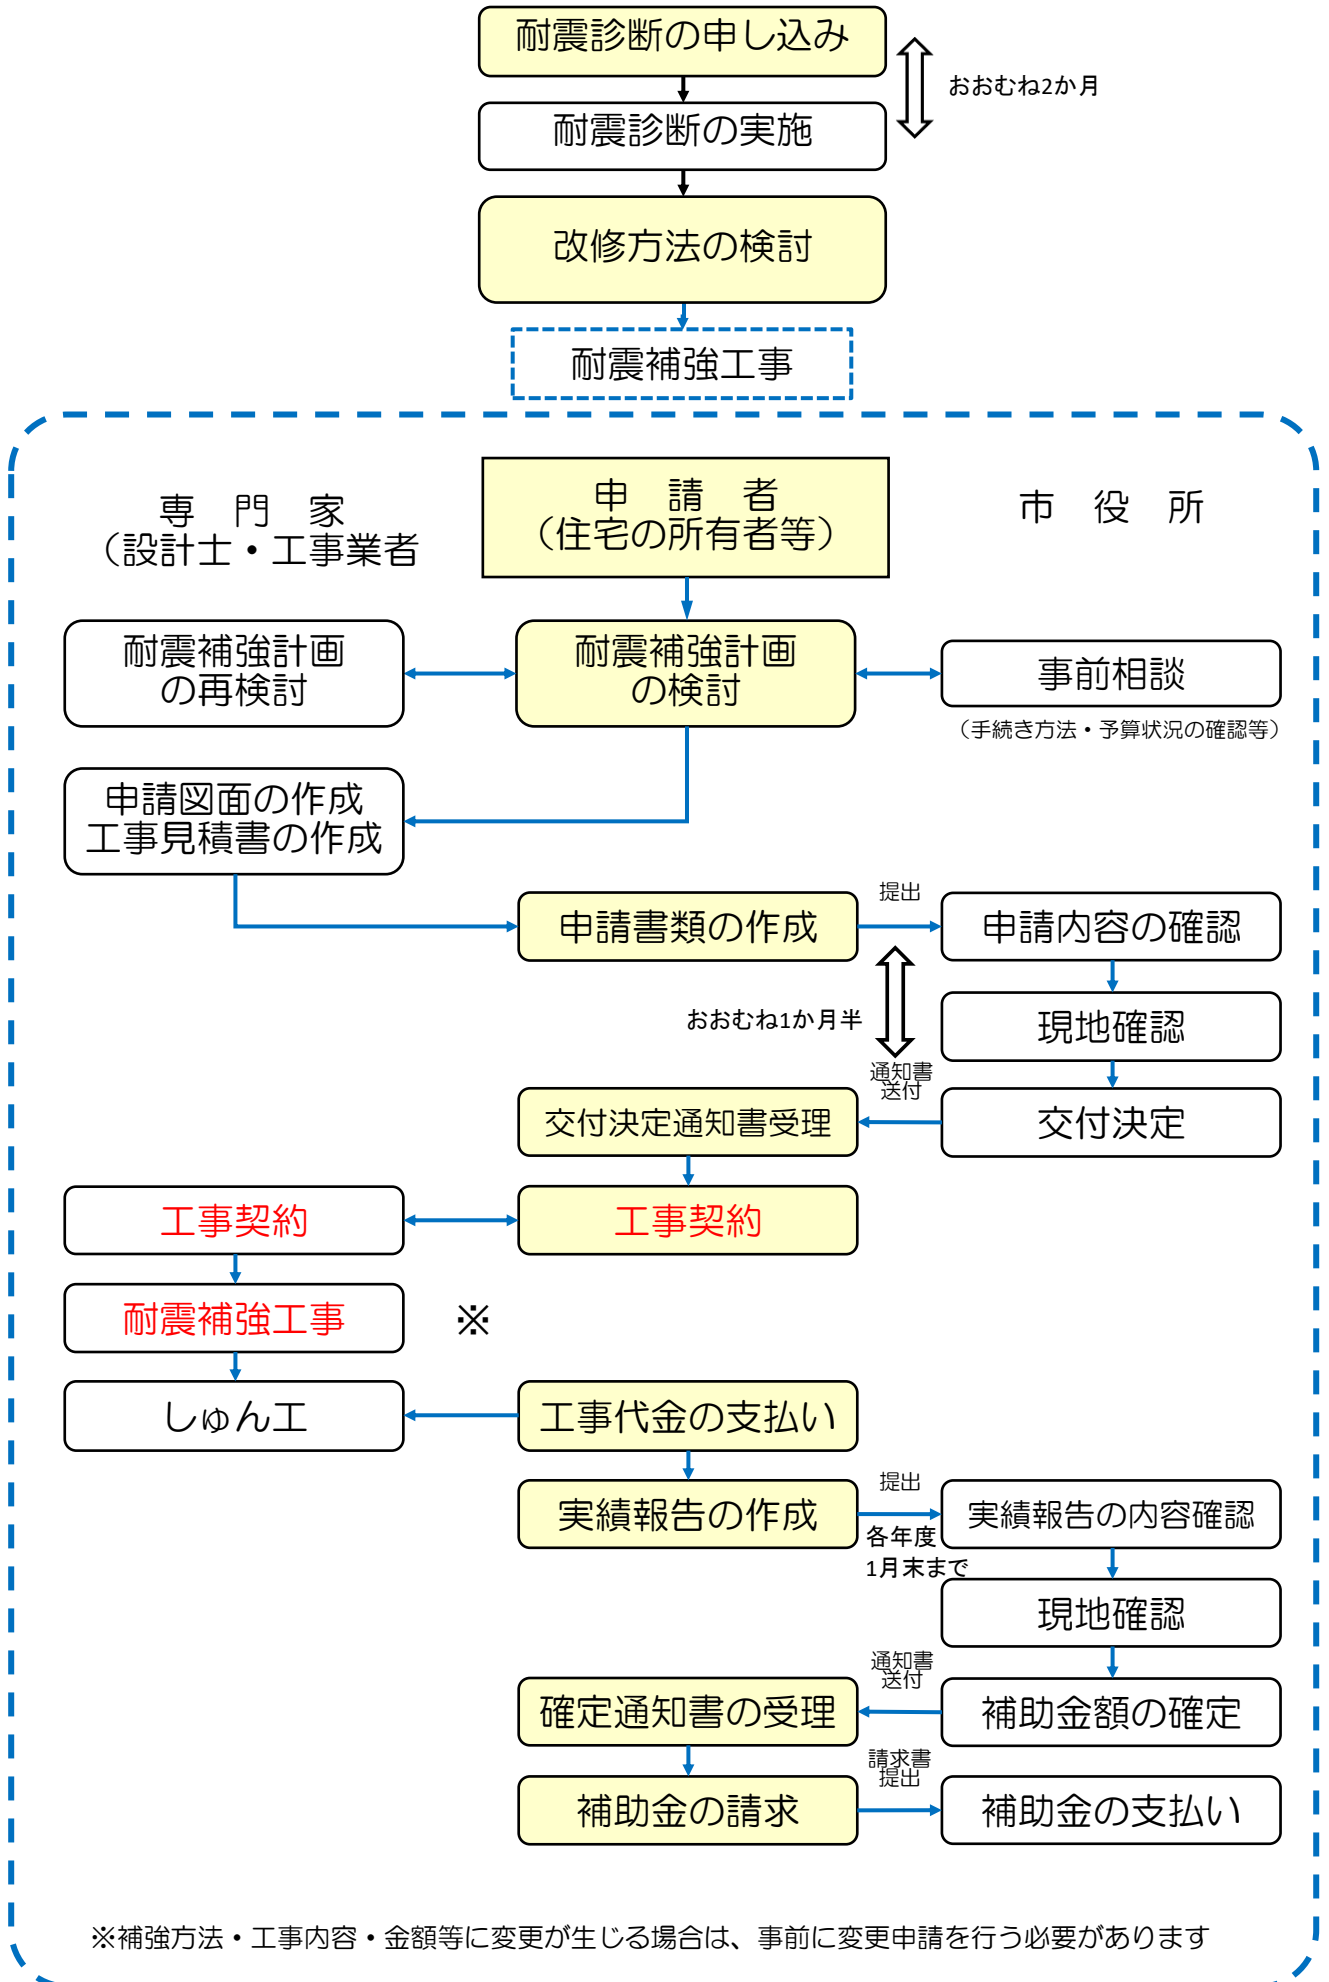 耐震診断の申し込み
おおむね2か月
耐震診断の実施
改修方法の検討
耐震補強工事
専　門　家
（設計士・工事業者
申　請　者
（住宅の所有者等）
市　役　所
耐震補強計画
の再検討
耐震補強計画
の検討
事前相談
（手続き方法・予算状況の確認等）
申請図面の作成
工事見積書の作成
申請書類の作成
提出
申請内容の確認
おおむね1か月半
現地確認
通知書
送付
交付決定通知書受理
交付決定
工事契約
工事契約
耐震補強工事
※
しゅん工
工事代金の支払い
実績報告の作成
提出
各年度
1月末まで
実績報告の内容確認
現地確認
通知書
送付
確定通知書の受理
補助金額の確定
請求書
提出
補助金の請求
補助金の支払い
※補強方法・工事内容・金額等に変更が生じる場合は、事前に変更申請を行う必要があります